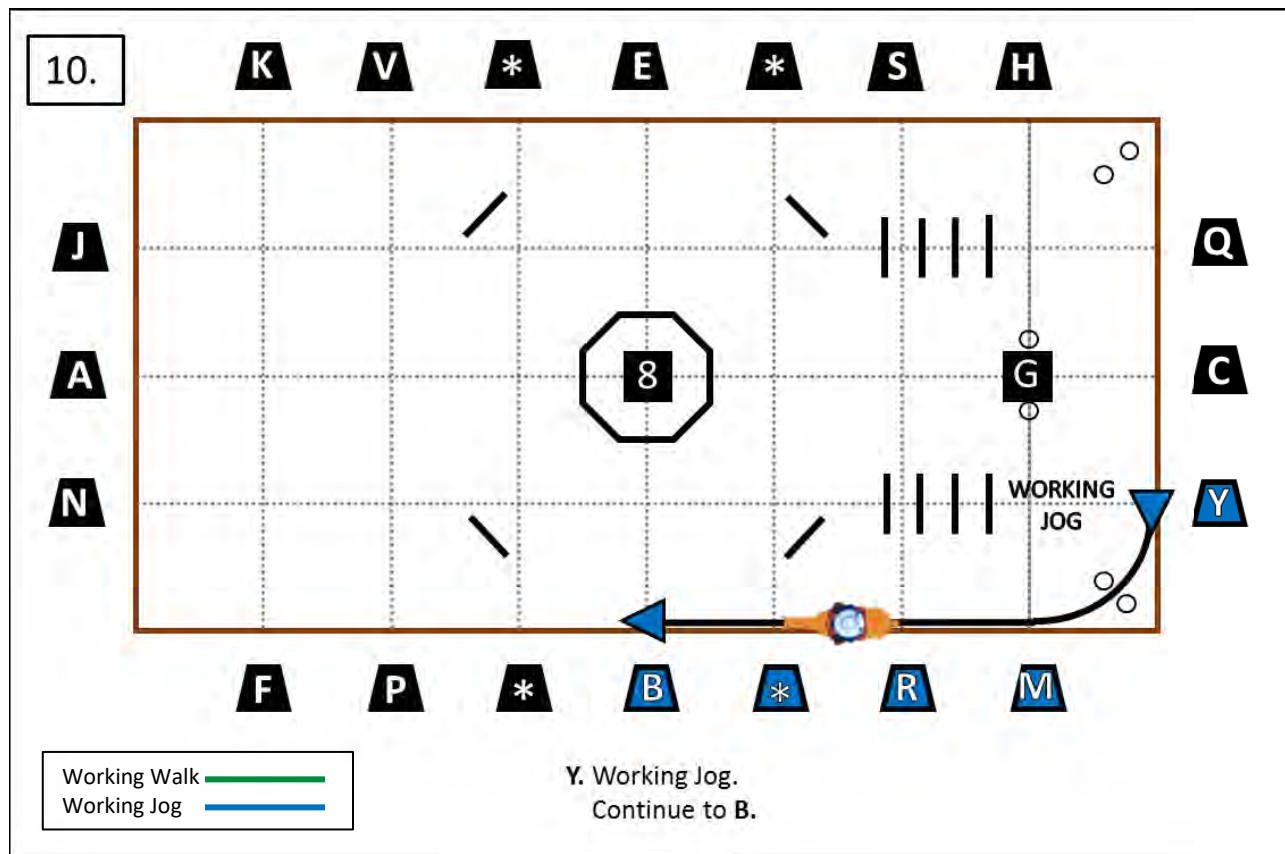 10.
K V * E * S H
J Q
8 G
A C
WORKING
JOG
N Y
F P * B * R M
Working Walk
Working Jog
Y. Working Jog.
Continue to B.